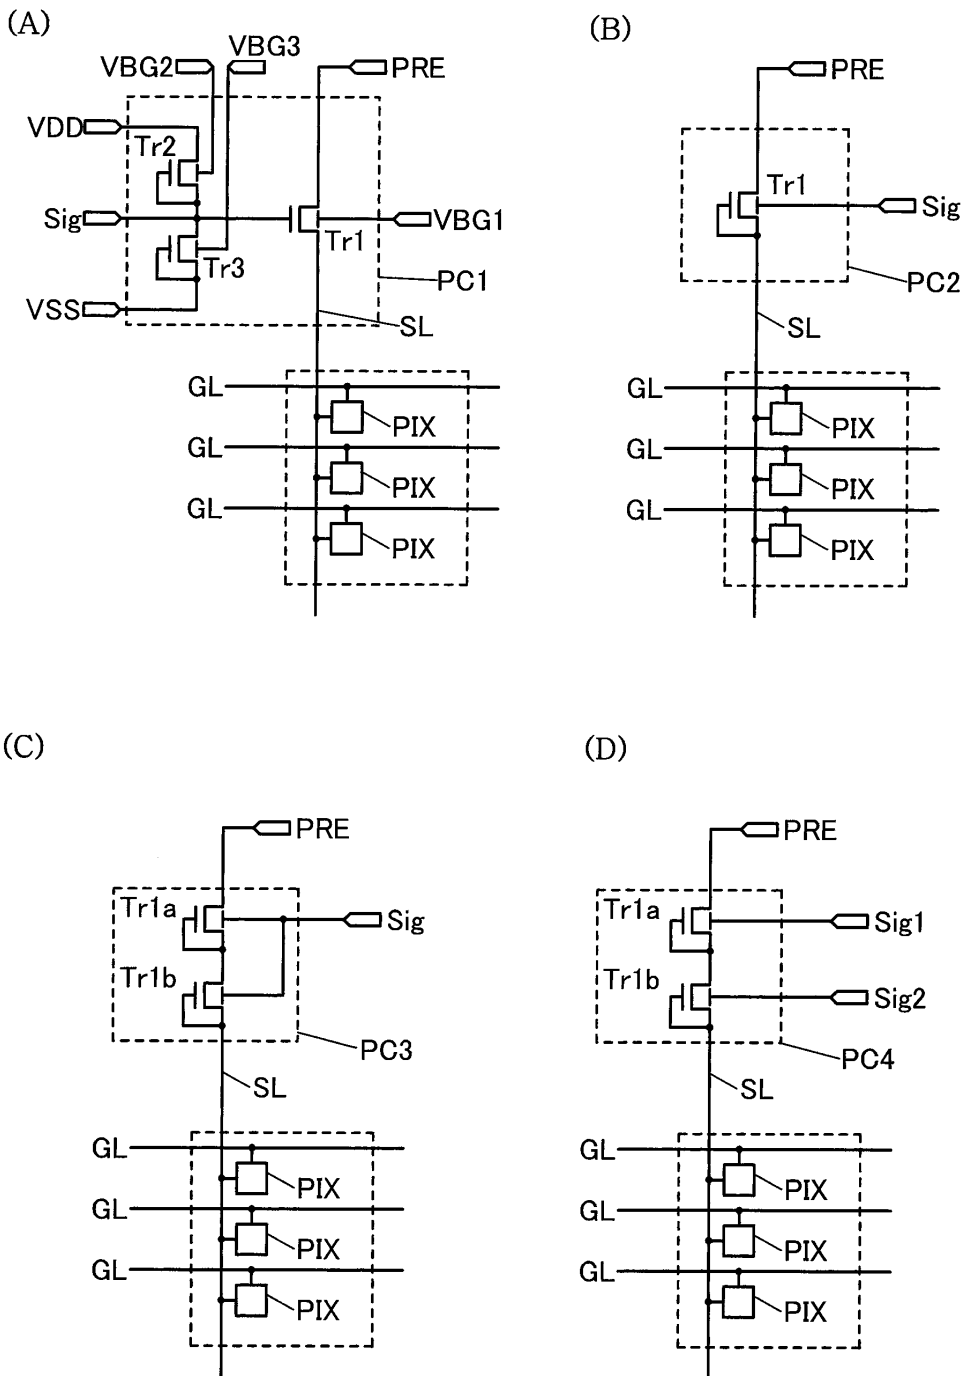 (A)
VBG2
VBG3
PRE
VDD
Tr2
Sig
Tr3
Tr1
VBG1
PC1
VSS
SL
GL
PIX
GL
PIX
GL
PIX
(B)
PRE
Tr1
Sig
PC2
SL
GL
PIX
GL
PIX
GL
PIX
(C)
PRE
Tr1a
Sig
Tr1b
PC3
SL
GL
PIX
GL
PIX
GL
PIX
(D)
PRE
Tr1a
Sig1
Tr1b
Sig2
PC4
SL
GL
PIX
GL
PIX
GL
PIX